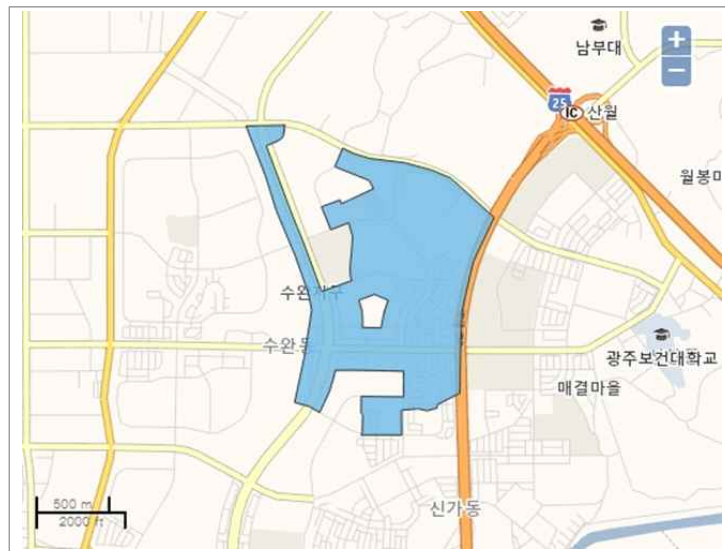 남부대
+
−
25
IC 산월
월봉마
수완지구
수완동
광주보건대학교
매결마을
500 m
2000 ft
신가동